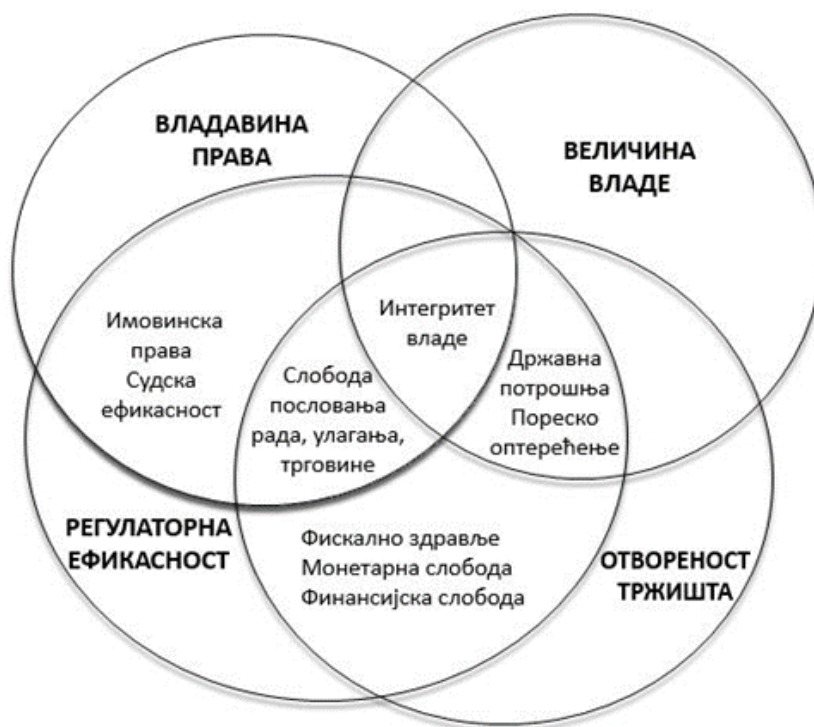 ВЛАДАВИНА
ПРАВА
ВЕЛИЧИНА
ВЛАДЕ
Имовинска
права
Судска
ефикасност
Интегритет
владе
Слобода
пословања
рада, улагања,
трговине
Државна
потрошња
Пореско
оптерећење
РЕГУЛАТОРНА
ЕФИКАСНОСТ
Фискално здравље
Монетарна слобода
Финансијска слобода
ОТВОРЕНОСТ
ТРЖИШТА